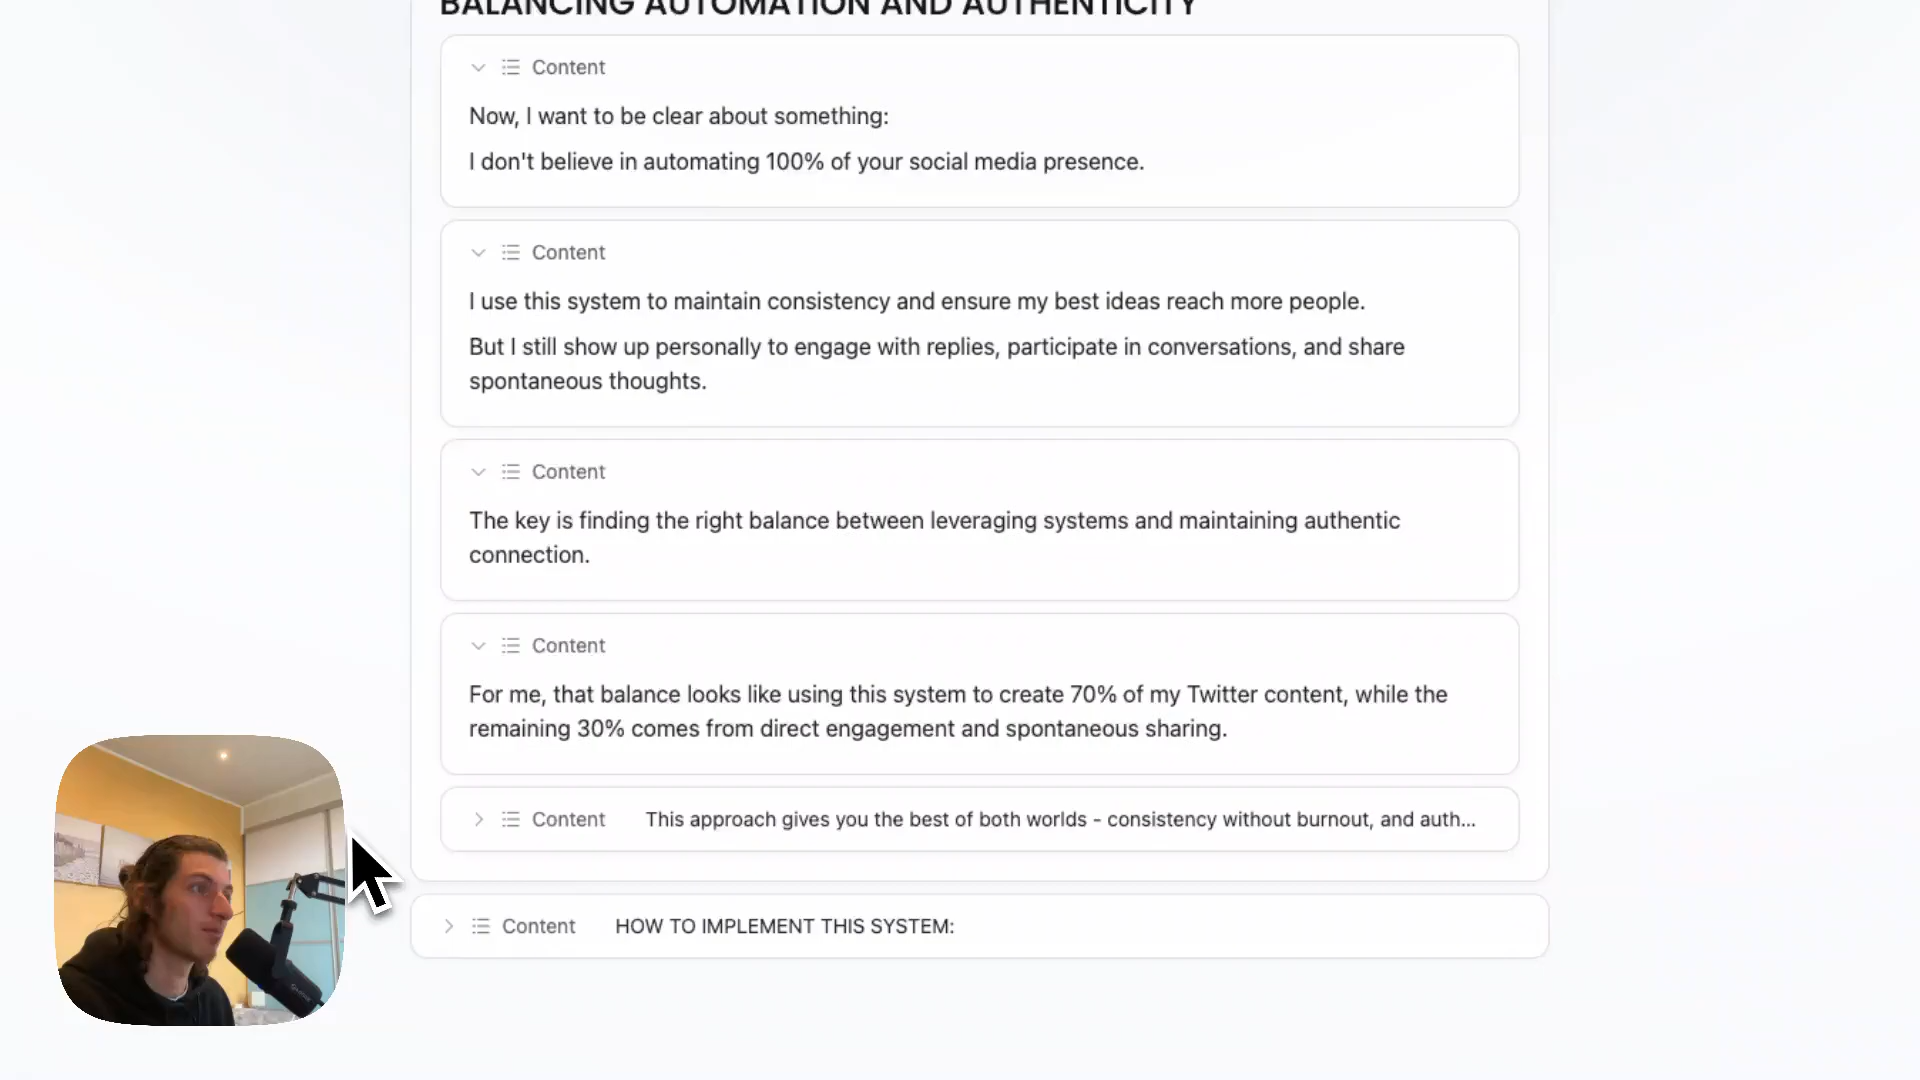 BALANCING AUTOMATION AND AUTHENTICITY
Content
Now, I want to be clear about something:
I don't believe in automating 100% of your social media presence.
Content
I use this system to maintain consistency and ensure my best ideas reach more people.
But I still show up personally to engage with replies, participate in conversations, and share
spontaneous thoughts.
Content
The key is finding the right balance between leveraging systems and maintaining authentic
connection.
Content
For me, that balance looks like using this system to create 70% of my Twitter content, while the
remaining 30% comes from direct engagement and spontaneous sharing.
Content This approach gives you the best of both worlds - consistency without burnout, and auth...
Content HOW TO IMPLEMENT THIS SYSTEM: